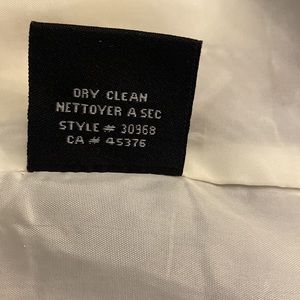 DRY CLEAN
NETTOYER A SEC
STYLE # 30968
CA # 45376